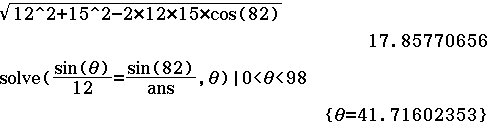 √(12^2+15^2−2×12×15×cos(82))
17.85770656
solve(sin(θ)/12=sin(82)/ans,θ)|0<θ<98
{θ=41.71602353}